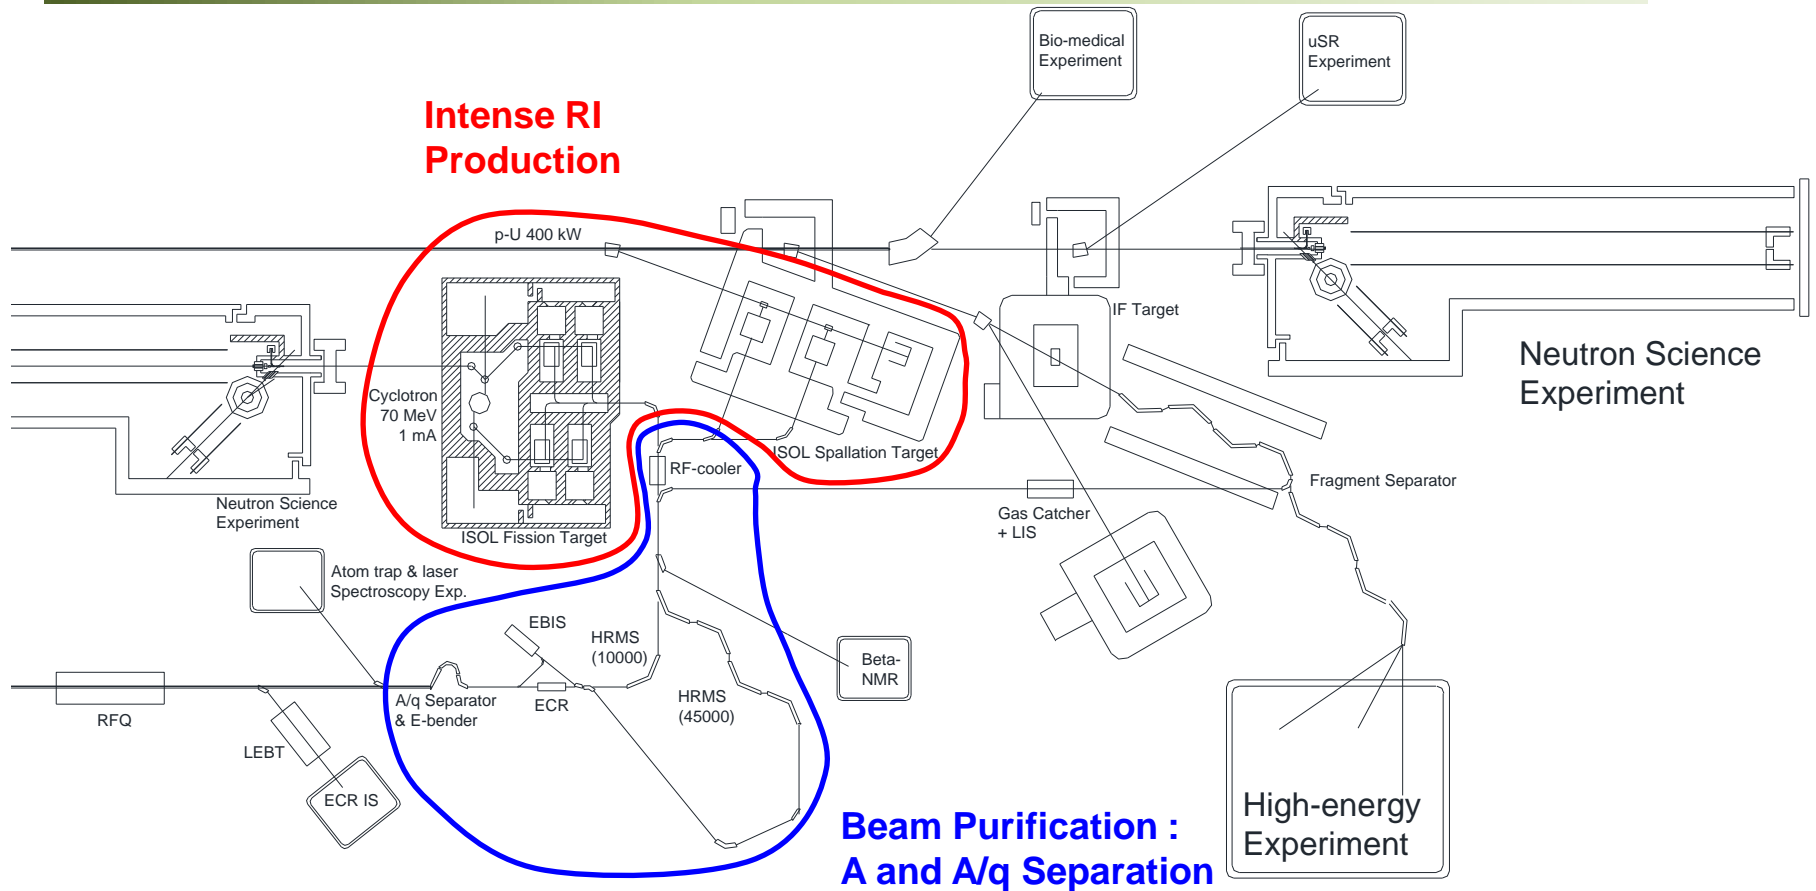 Bio-medical
Experiment
uSR
Experiment
Intense RI
Production
p-U 400 kW
IF Target
Neutron Science
Experiment
Cyclotron
70 MeV
1 mA
ISOL Spallation Target
RF-cooler
Fragment Separator
Neutron Science
Experiment
Gas Catcher
+ LIS
ISOL Fission Target
Atom trap & laser
Spectroscopy Exp.
EBIS
HRMS
(10000)
Beta-
NMR
HRMS
(45000)
A/q Separator
& E-bender
ECR
RFQ
LEBT
ECR IS
High-energy
Experiment
Beam Purification :
A and A/q Separation